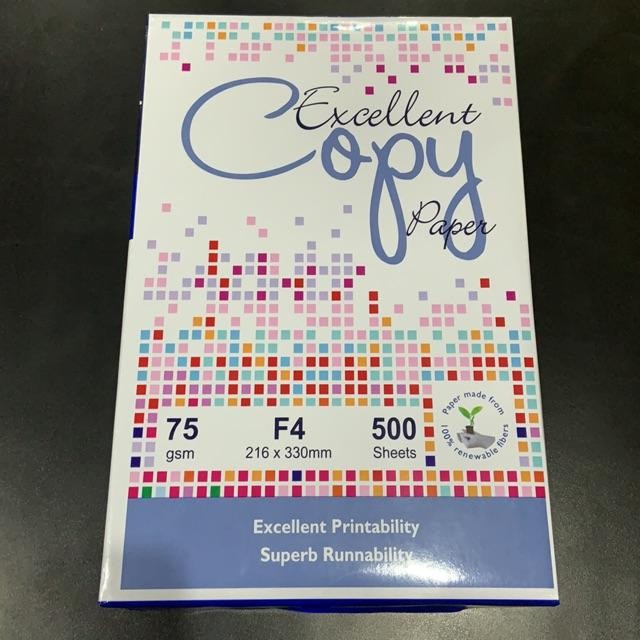 Excellent
Copy
Paper
75
gsm
F4
216 x 330mm
500
Sheets
Paper made from
100% renewable fibers
Excellent Printability
Superb Runnability